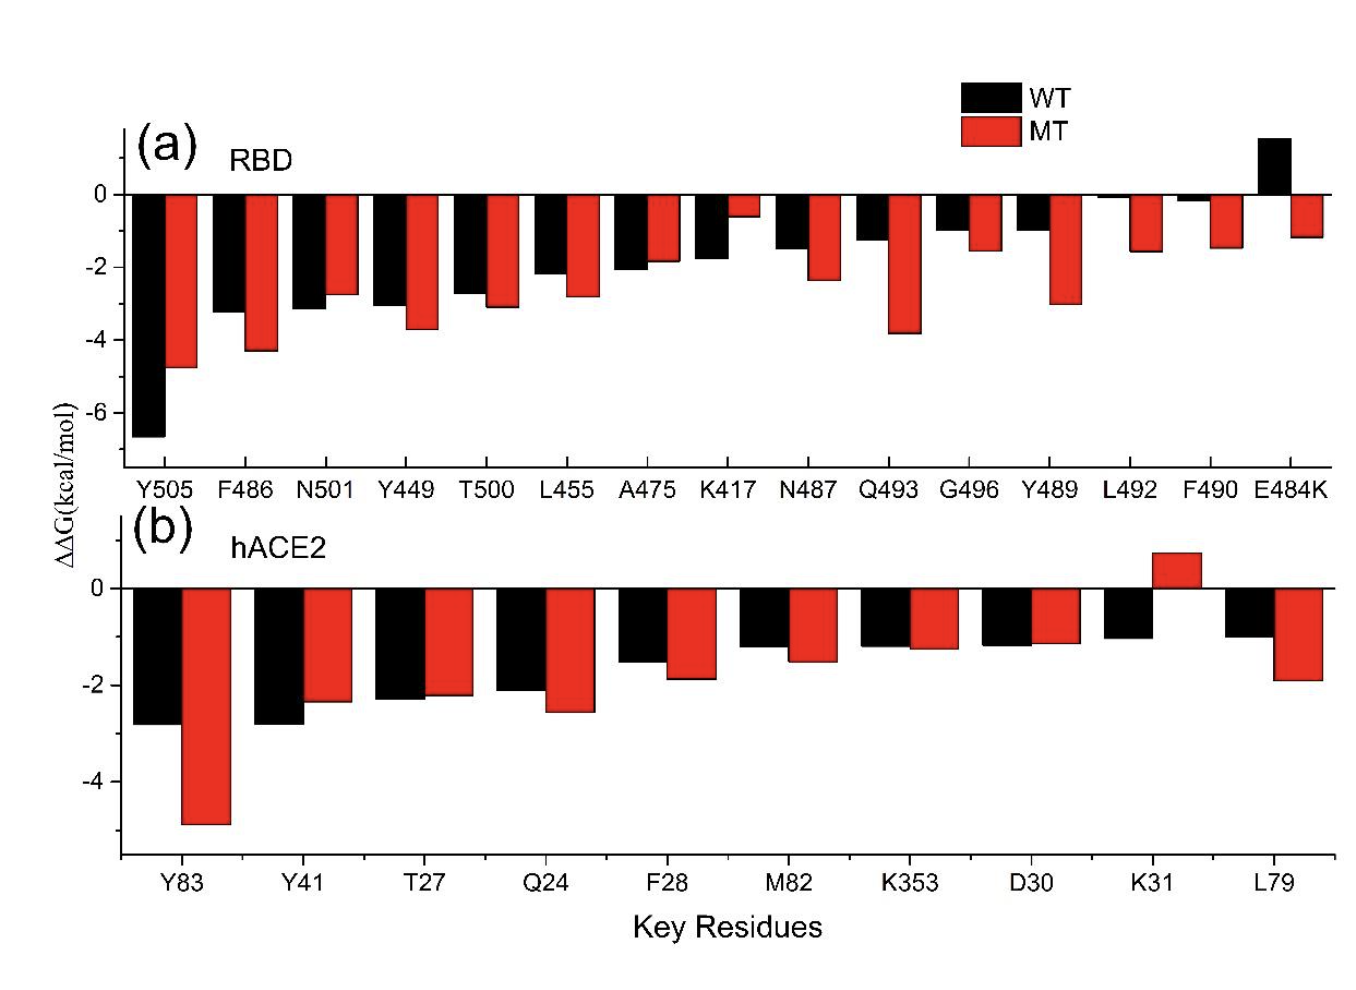 WT
MT
(a) RBD
0
-2
-4
-6
Y505 F486 N501 Y449 T500 L455 A475 K417 N487 Q493 G496 Y489 L492 F490 E484K
ΔΔG(kcal/mol)
(b) hACE2
0
-2
-4
Y83 Y41 T27 Q24 F28 M82 K353 D30 K31 L79
Key Residues